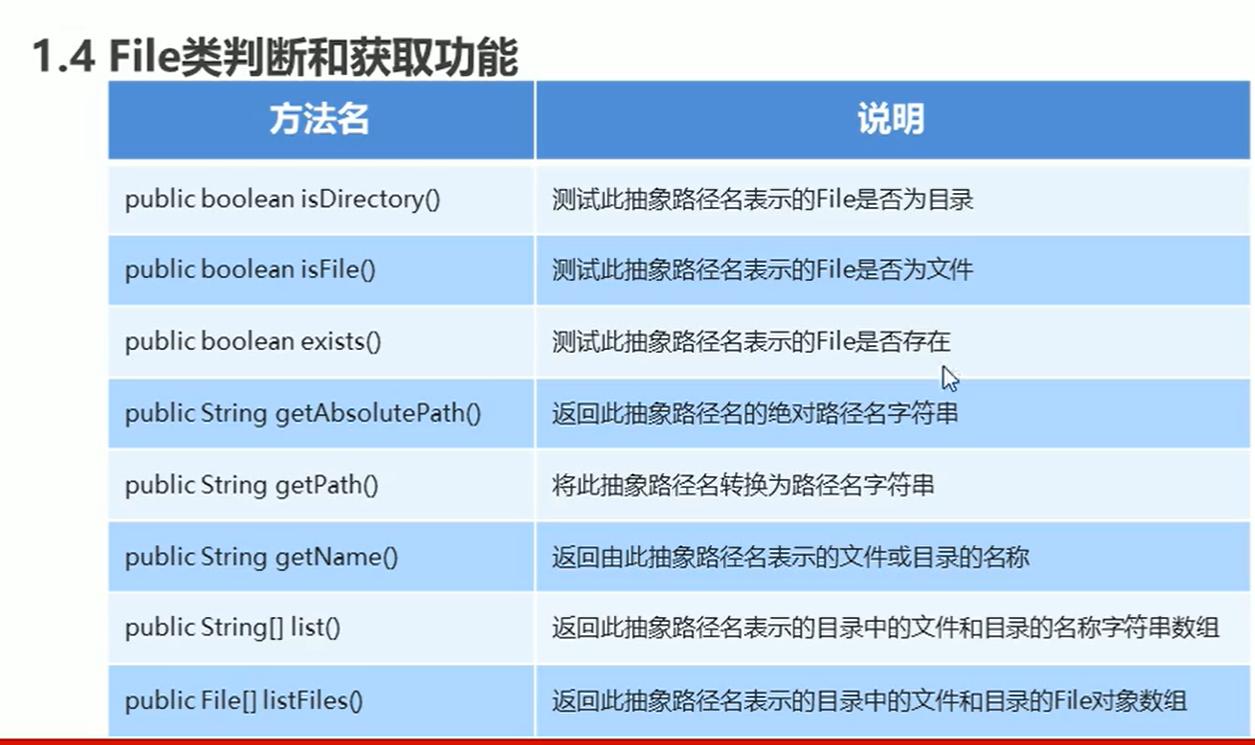 1.4 File类判断和获取功能
方法名 说明
public boolean isDirectory() 测试此抽象路径名表示的File是否为目录
public boolean isFile() 测试此抽象路径名表示的File是否为文件
public boolean exists() 测试此抽象路径名表示的File是否存在
public String getAbsolutePath() 返回此抽象路径名的绝对路径名字符串
public String getPath() 将此抽象路径名转换为路径名字符串
public String getName() 返回由此抽象路径名表示的文件或目录的名称
public String[] list() 返回此抽象路径名表示的目录中的文件和目录的名称字符串数组
public File[] listFiles() 返回此抽象路径名表示的目录中的文件和目录的File对象数组